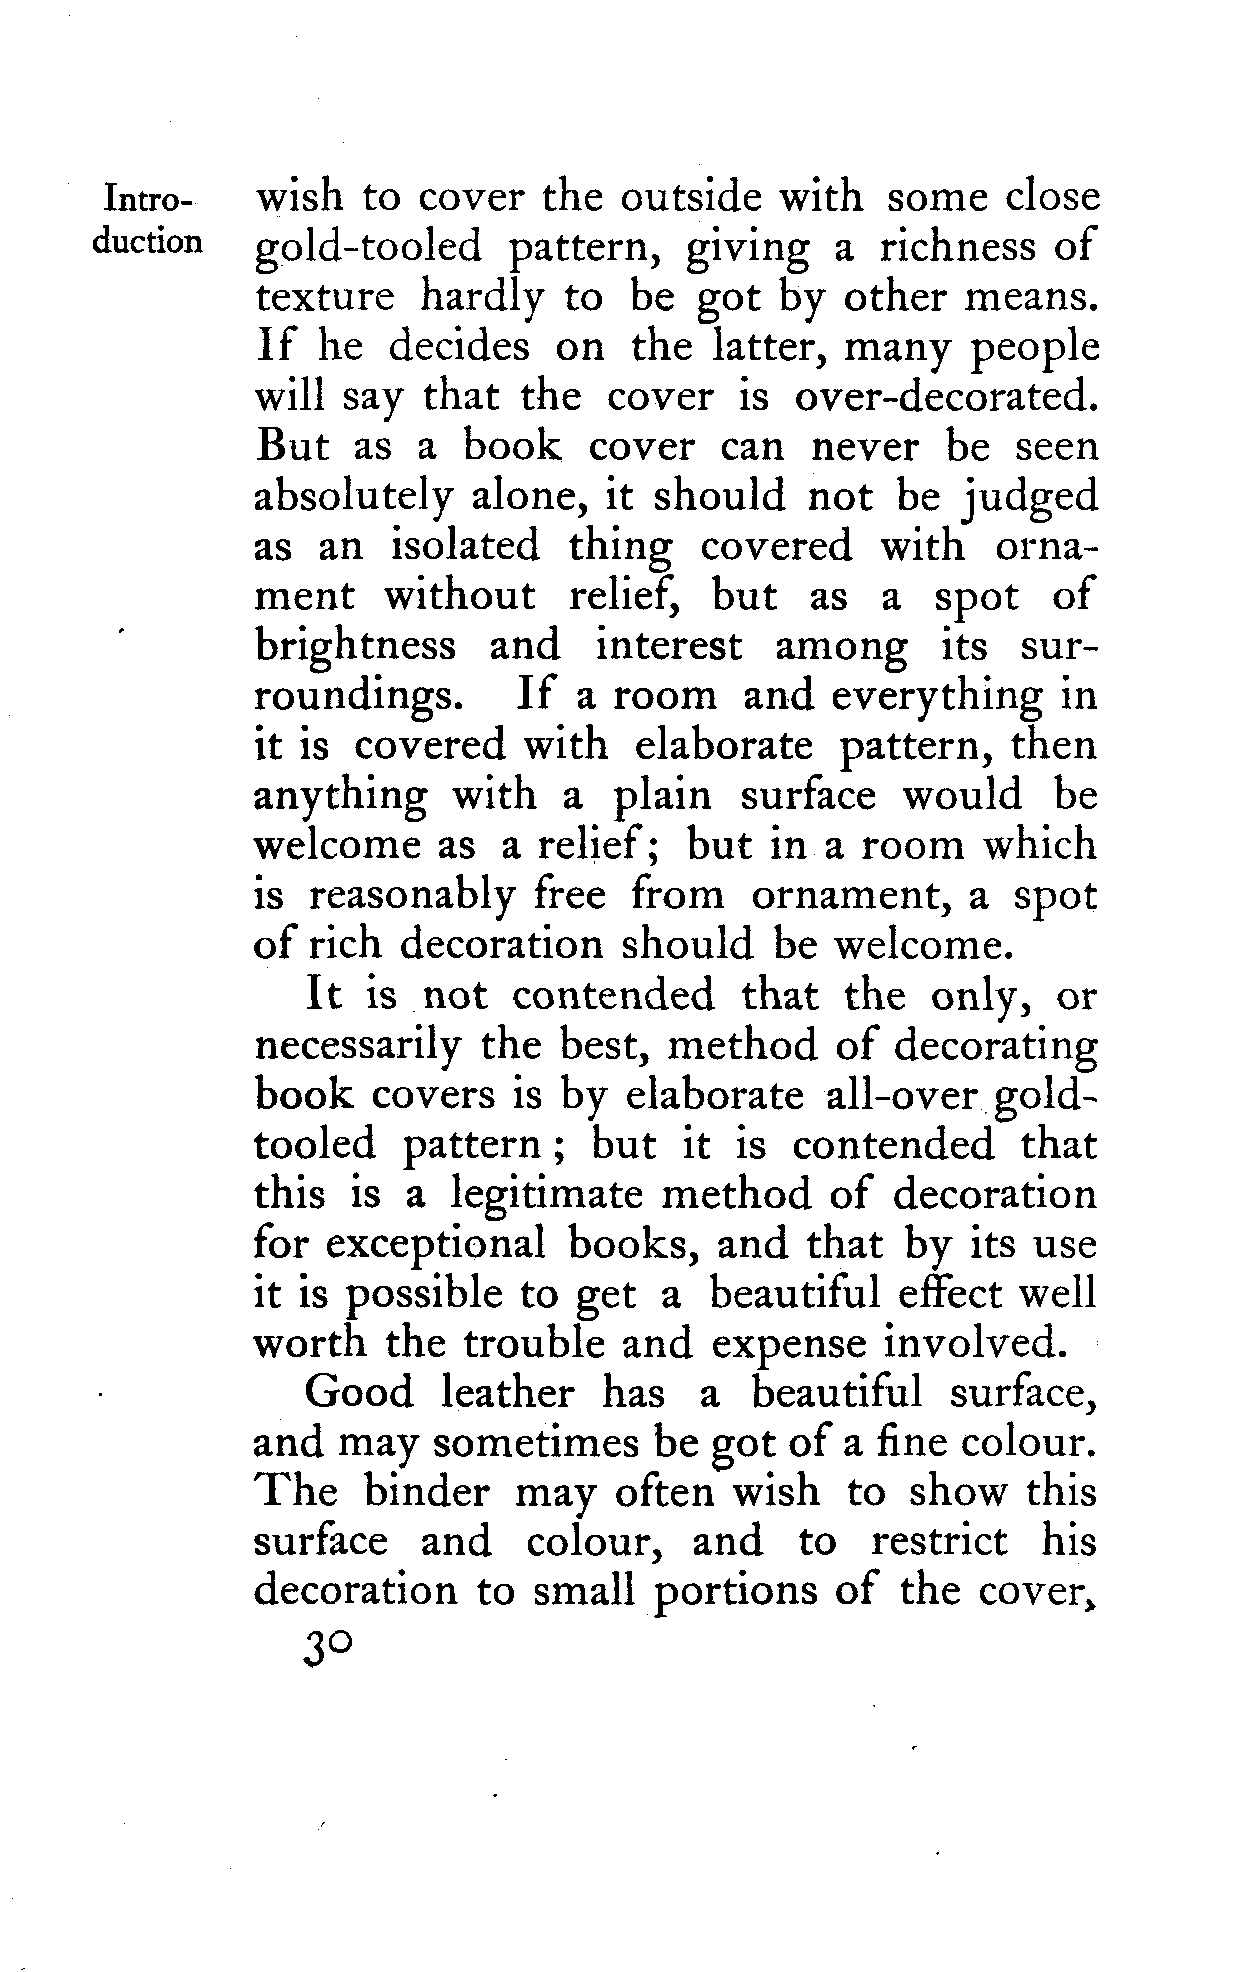 Intro-
duction
wish to cover the outside with some close
gold-tooled pattern, giving a richness of
texture hardly to be got by other means.
If he decides on the latter, many people
will say that the cover is over-decorated.
But as a book cover can never be seen
absolutely alone, it should not be judged
as an isolated thing covered with orna-
ment without relief, but as a spot of
brightness and interest among its sur-
roundings. If a room and everything in
it is covered with elaborate pattern, then
anything with a plain surface would be
welcome as a relief; but in a room which
is reasonably free from ornament, a spot
of rich decoration should be welcome.
It is not contended that the only, or
necessarily the best, method of decorating
book covers is by elaborate all-over gold-
tooled pattern; but it is contended that
this is a legitimate method of decoration
for exceptional books, and that by its use
it is possible to get a beautiful effect well
worth the trouble and expense involved.
Good leather has a beautiful surface,
and may sometimes be got of a fine colour.
The binder may often wish to show this
surface and colour, and to restrict his
decoration to small portions of the cover,
30